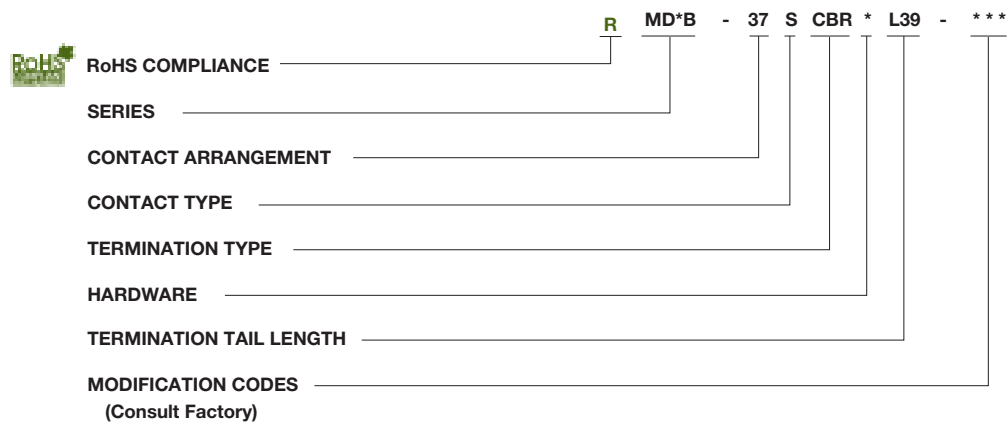 R MD*B - 37 S CBR * L39 - ***
RoHS
RoHS COMPLIANCE
SERIES
CONTACT ARRANGEMENT
CONTACT TYPE
TERMINATION TYPE
HARDWARE
TERMINATION TAIL LENGTH
MODIFICATION CODES
(Consult Factory)